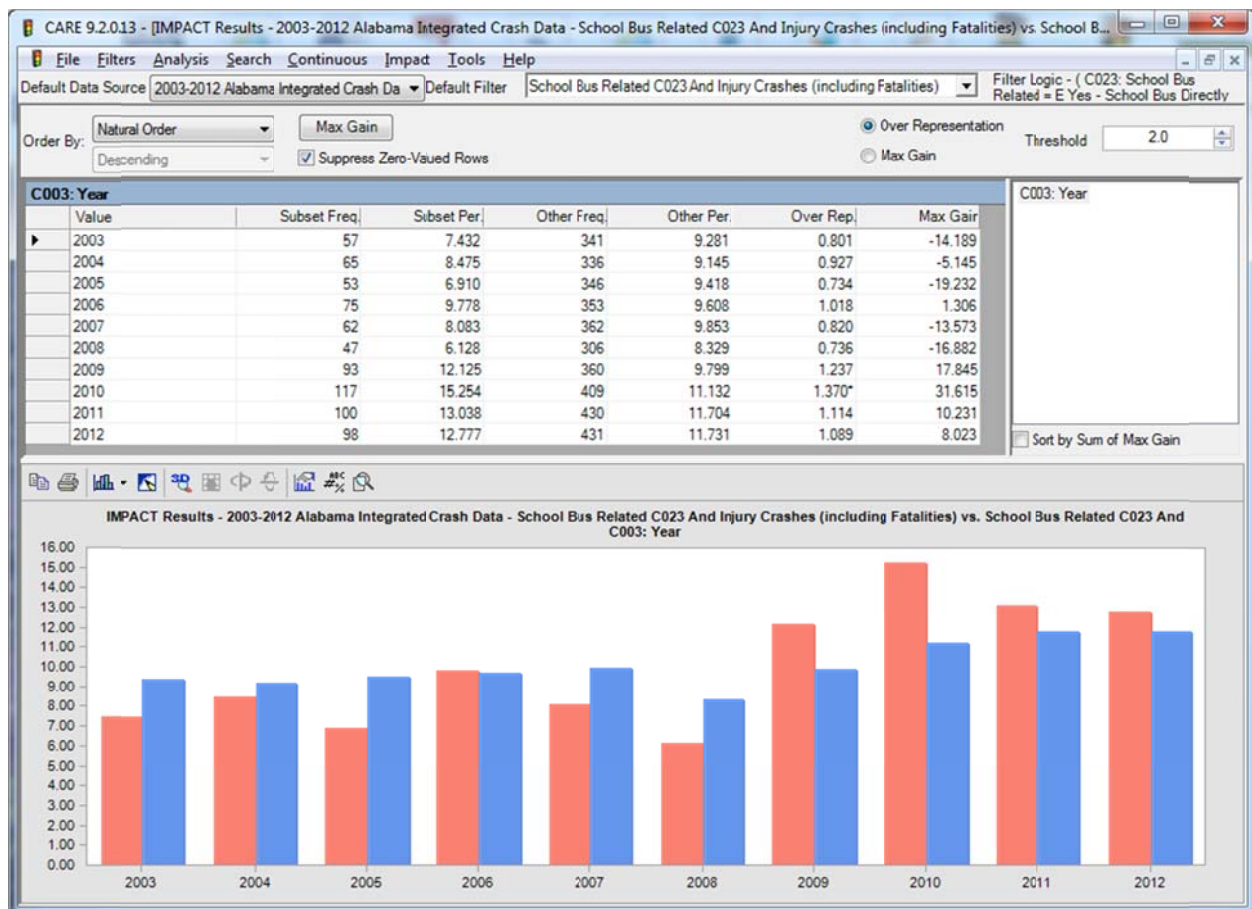 CARE 9.2.0.13 - [IMPACT Results - 2003-2012 Alabama Integrated Crash Data - School Bus Related C023 And Injury Crashes (including Fatalities) vs. School B...
File Filters Analysis Search Continuous Impact Tools Help
Default Data Source 2003-2012 Alabama Integrated Crash Da Default Filter School Bus Related C023 And Injury Crashes (including Fatalities) Filter Logic - ( C023: School Bus
Related = E Yes - School Bus Directly
Order By: Natural Order Max Gain Over Representation Threshold 2.0
Descending Suppress Zero-Vaued Rows Max Gain
C003: Year C003: Year
Value Subset Freq. Subset Per. Other Freq. Other Per. Over Rep. Max Gair
2003 57 7.432 341 9.281 0.801 -14.189
2004 65 8.475 336 9.145 0.927 -5.145
2005 53 6.910 346 9.418 0.734 -19.232
2006 75 9.778 353 9.608 1.018 1.306
2007 62 8.083 362 9.853 0.820 -13.573
2008 47 6.128 306 8.329 0.736 -16.882
2009 93 12.125 360 9.799 1.237 17.845
2010 117 15.254 409 11.132 1.370* 31.615
2011 100 13.038 430 11.704 1.114 10.231
2012 98 12.777 431 11.731 1.089 8.023
Sort by Sum of Max Gain
3D ABC %
IMPACT Results - 2003-2012 Alabama Integrated Crash Data - School Bus Related C023 And Injury Crashes (including Fatalities) vs. School Bus Related C023 And
C003: Year
16.00
15.00
14.00
13.00
12.00
11.00
10.00
9.00
8.00
7.00
6.00
5.00
4.00
3.00
2.00
1.00
0.00
2003 2004 2005 2006 2007 2008 2009 2010 2011 2012